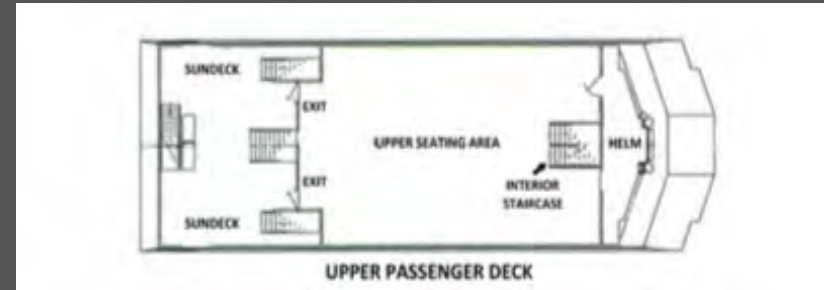 SUNDECK
EXIT
UPPER SEATING AREA
HELM
EXIT
INTERIOR
STAIRCASE
SUNDECK
UPPER PASSENGER DECK